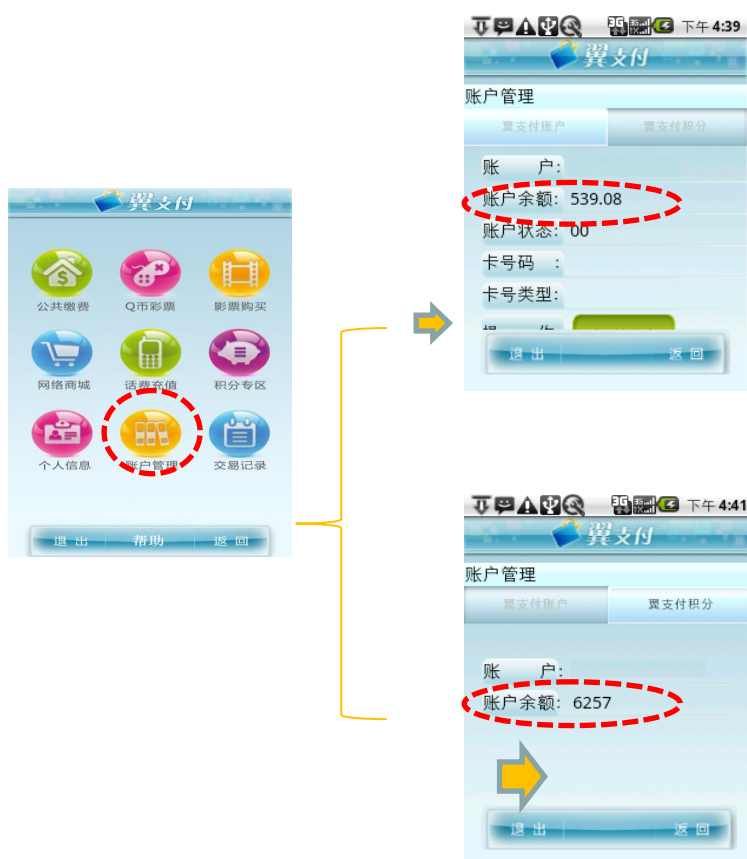 翼支付
公共缴费 Q币彩票 影票购买
网络商城 话费充值 积分专区
个人信息 账户管理 交易记录
退出 帮助 返回
3G 下午 4:39
翼支付
账户管理
翼支付账户 翼支付积分
账 户:
账户余额: 539.08
账户状态: 00
卡号码 :
卡号类型:
操 作
退出 返回
3G 下午 4:41
翼支付
账户管理
翼支付账户 翼支付积分
账 户:
账户余额: 6257
退出 返回